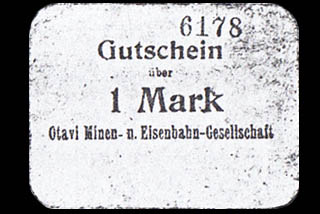 6178
Gutschein
über
1 Mark
Otavi Minen- u. Eisenbahn-Gesellschaft